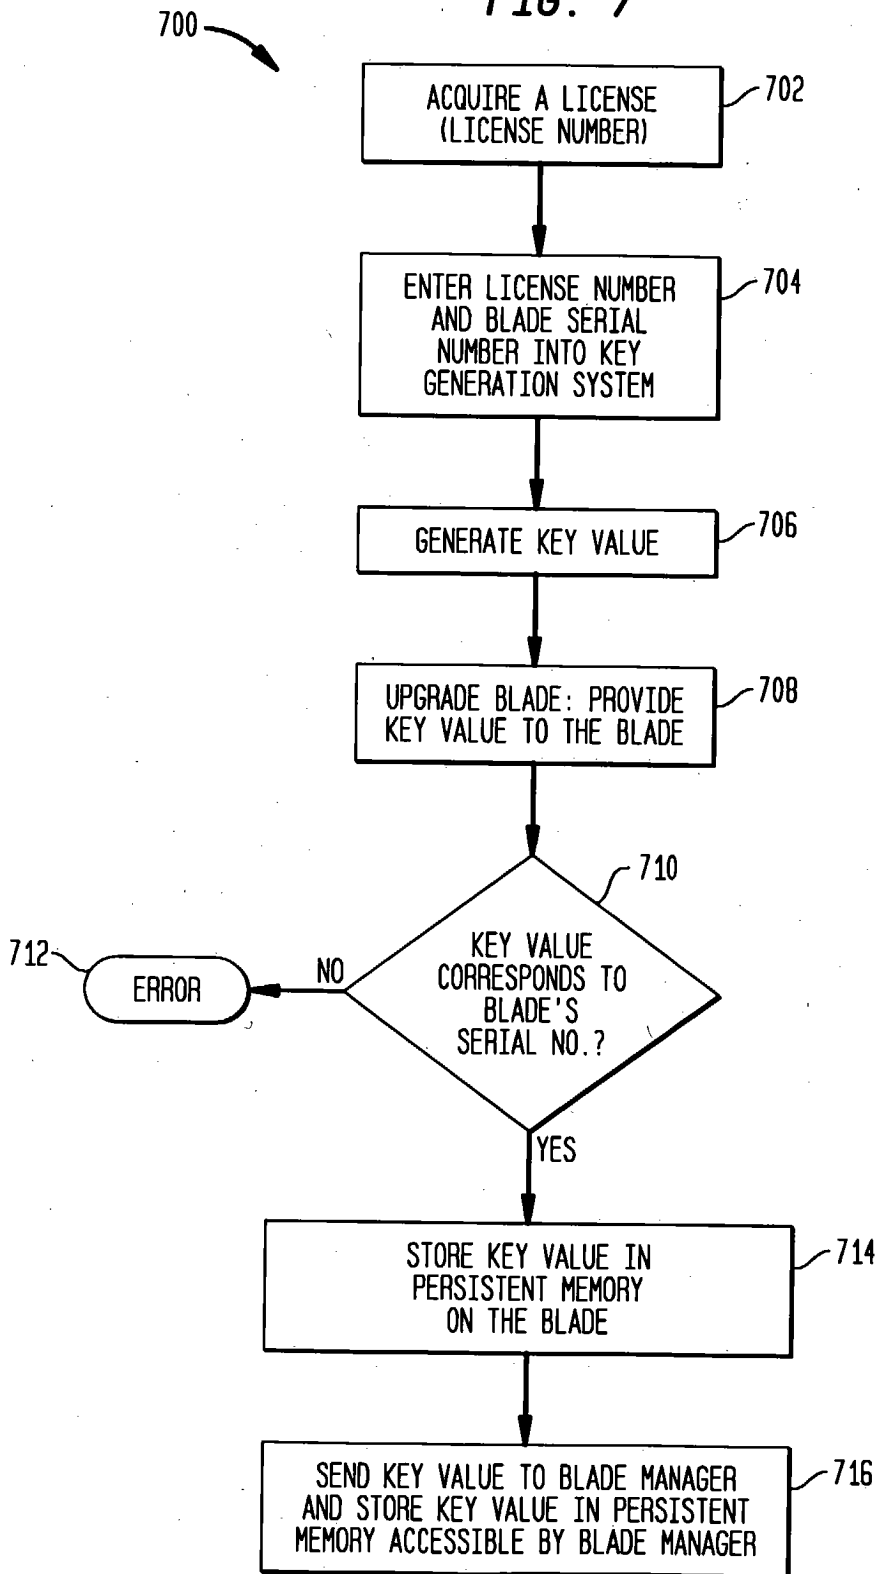 FIG. 7
700
ACQUIRE A LICENSE
(LICENSE NUMBER)
702
ENTER LICENSE NUMBER
AND BLADE SERIAL
NUMBER INTO KEY
GENERATION SYSTEM
704
GENERATE KEY VALUE
706
UPGRADE BLADE: PROVIDE
KEY VALUE TO THE BLADE
708
710
KEY VALUE
CORRESPONDS TO
BLADE'S
SERIAL NO.?
NO
712
ERROR
YES
STORE KEY VALUE IN
PERSISTENT MEMORY
ON THE BLADE
714
SEND KEY VALUE TO BLADE MANAGER
AND STORE KEY VALUE IN PERSISTENT
MEMORY ACCESSIBLE BY BLADE MANAGER
716